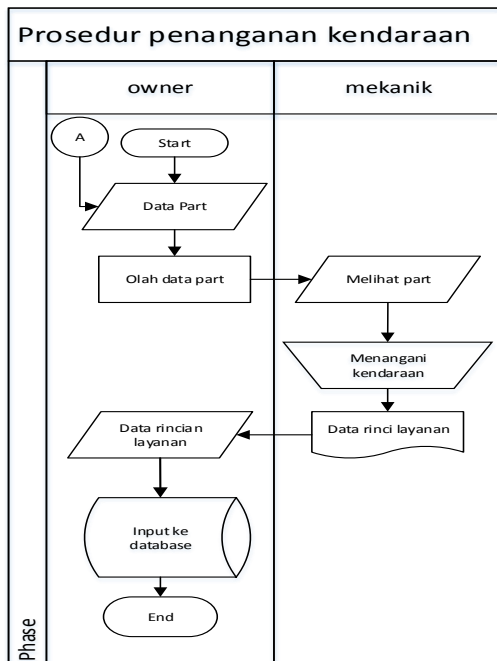 Prosedur penanganan kendaraan
owner
mekanik
A
Start
Data Part
Olah data part
Melihat part
Menangani
kendaraan
Data rincian
layanan
Data rinci layanan
Input ke
database
End
Phase